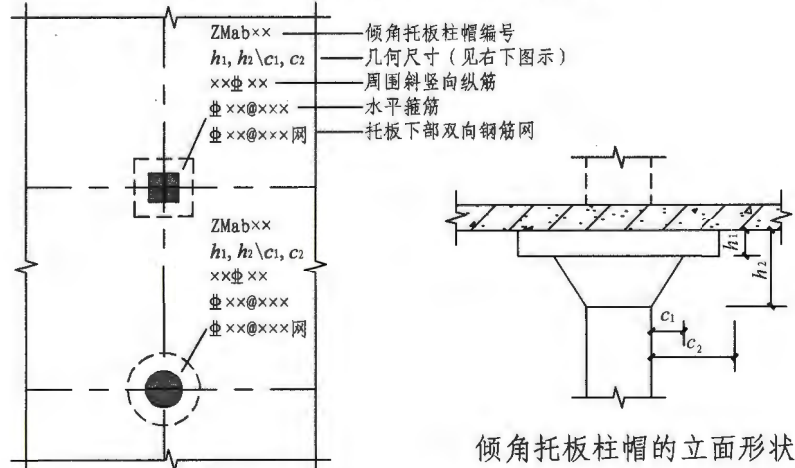 ZMab××
倾角托板柱帽编号
h₁, h₂\c₁, c₂
几何尺寸（见右下图示）
××⌽××
周围斜竖向纵筋
⌽××@×××
水平箍筋
⌽××@×××网
托板下部双向钢筋网
ZMab××
h₁, h₂\c₁, c₂
××⌽××
⌽××@×××
⌽××@×××网
h₁
h₂
c₁
c₂
倾角托板柱帽的立面形状